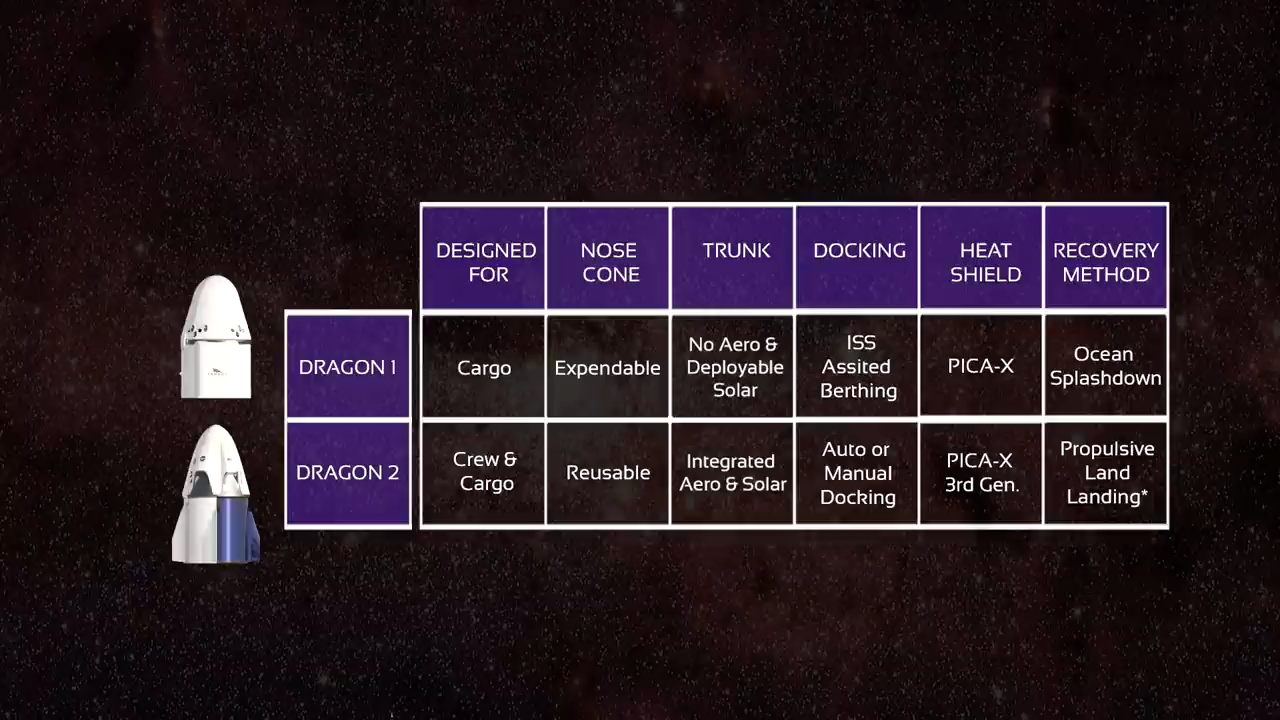 DESIGNED
FOR
NOSE
CONE
TRUNK
DOCKING
HEAT
SHIELD
RECOVERY
METHOD
DRAGON 1
Cargo
Expendable
No Aero &
Deployable
Solar
ISS
Assited
Berthing
PICA-X
Ocean
Splashdown
DRAGON 2
Crew &
Cargo
Reusable
Integrated
Aero & Solar
Auto or
Manual
Docking
PICA-X
3rd Gen.
Propulsive
Land
Landing*